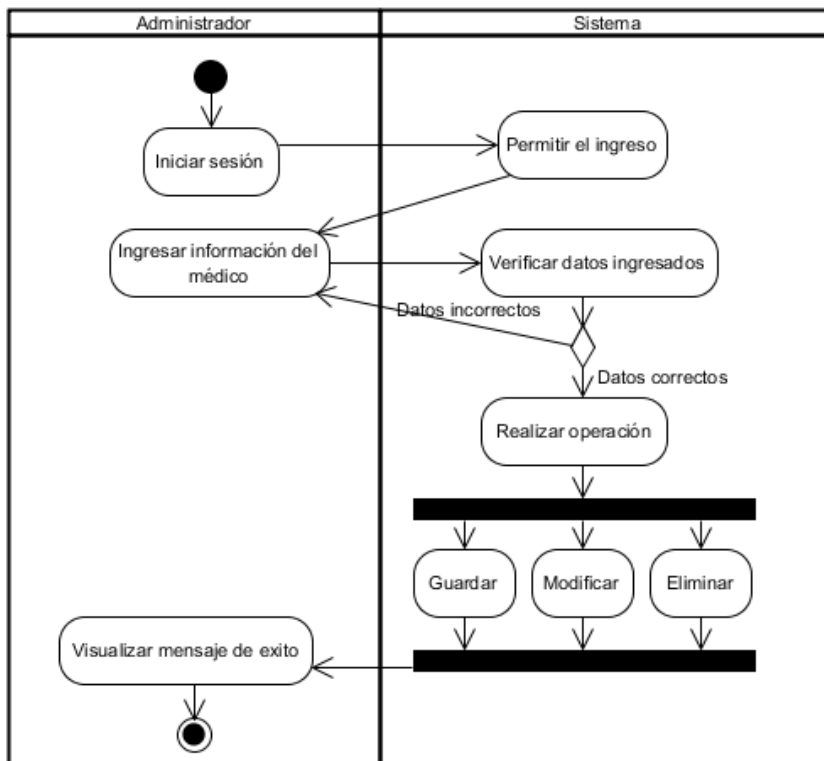 Administrador
Sistema
Iniciar sesión
Permitir el ingreso
Ingresar información del
médico
Verificar datos ingresados
Datos incorrectos
Datos correctos
Realizar operación
Guardar
Modificar
Eliminar
Visualizar mensaje de exito